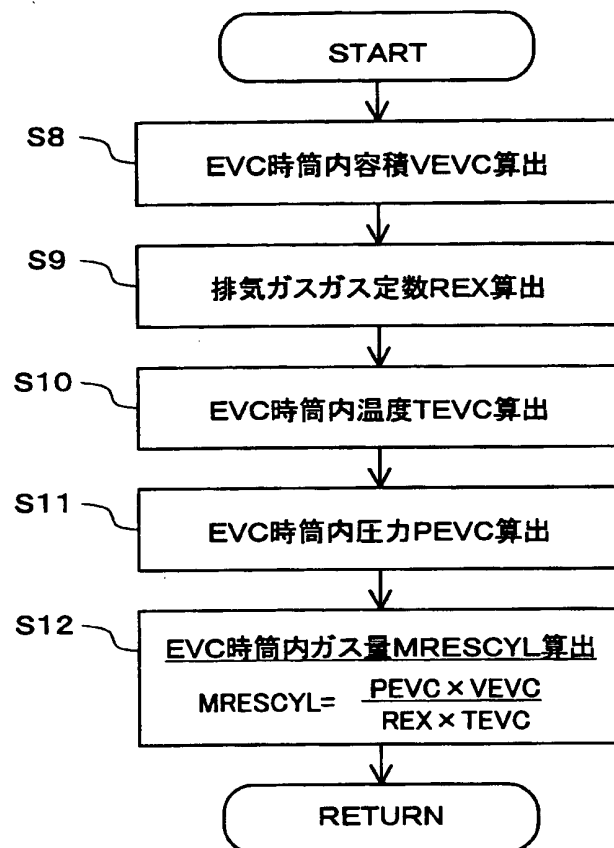 START
S8
EVC時筒内容積VEVC算出
S9
排気ガスガス定数REX算出
S10
EVC時筒内温度TEVC算出
S11
EVC時筒内圧力PEVC算出
S12
EVC時筒内ガス量MRESCYL算出
MRESCYL= PEVC×VEVC
REX×TEVC
RETURN